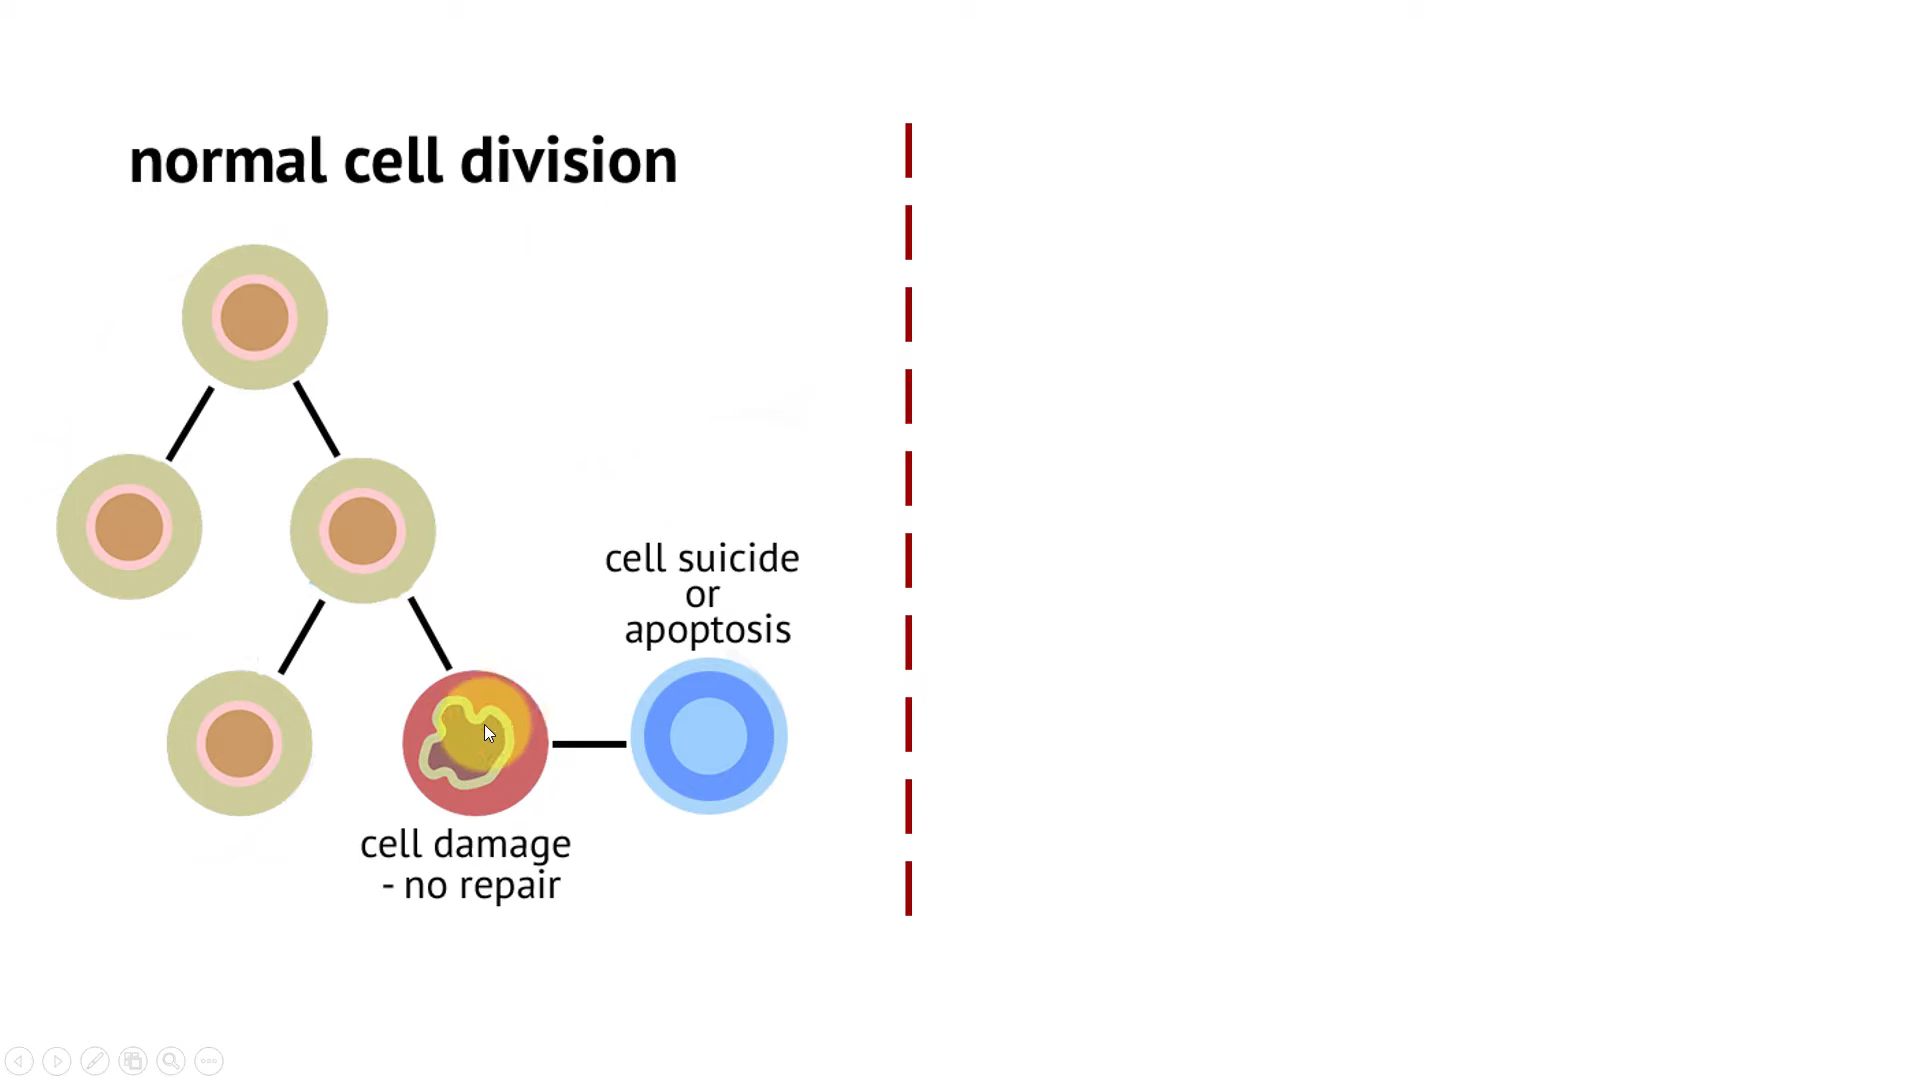 normal cell division
cell suicide
or
apoptosis
cell damage
- no repair